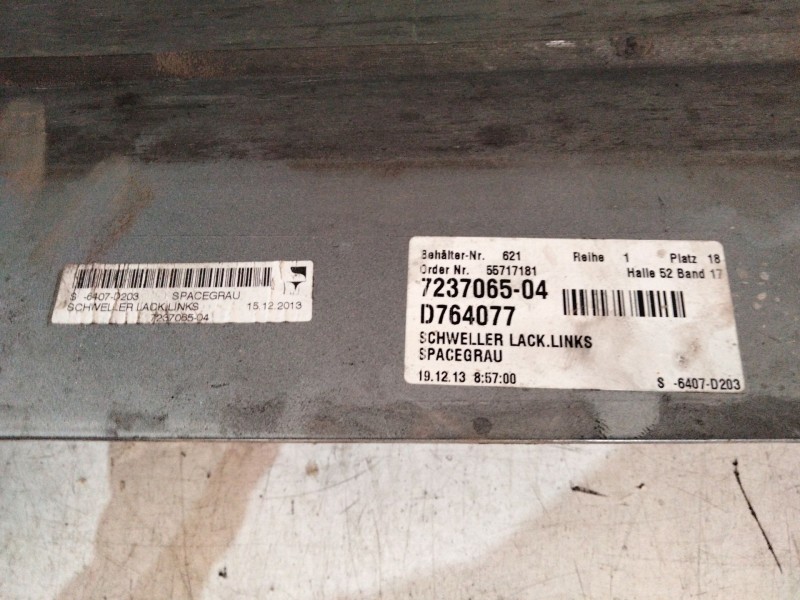 S -6407-D203 SPACEGRAU
SCHWELLER LACK.LINKS 15.12.2013
7237065-04
Behälter-Nr. 621 Reihe 1 Platz 18
Order Nr. 55717181 Halle 52 Band 17
7237065-04
D764077
SCHWELLER LACK.LINKS
SPACEGRAU
19.12.13 8:57:00 S -6407-D203